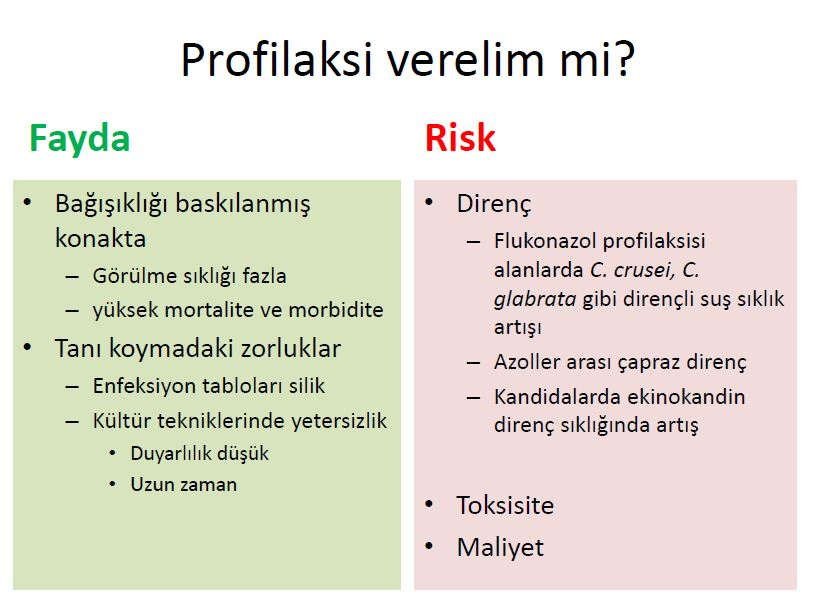 Profilaksi verelim mi?
Fayda
• Bağışıklığı baskılanmış
konakta
– Görülme sıklığı fazla
– yüksek mortalite ve morbidite
• Tanı koymadaki zorluklar
– Enfeksiyon tabloları silik
– Kültür tekniklerinde yetersizlik
• Duyarlılık düşük
• Uzun zaman
Risk
• Direnç
– Flukonazol profilaksisi
alanlarda C. crusei, C.
glabrata gibi dirençli suş sıklık
artışı
– Azoller arası çapraz direnç
– Kandidalarda ekinokandin
direnç sıklığında artış
• Toksisite
• Maliyet